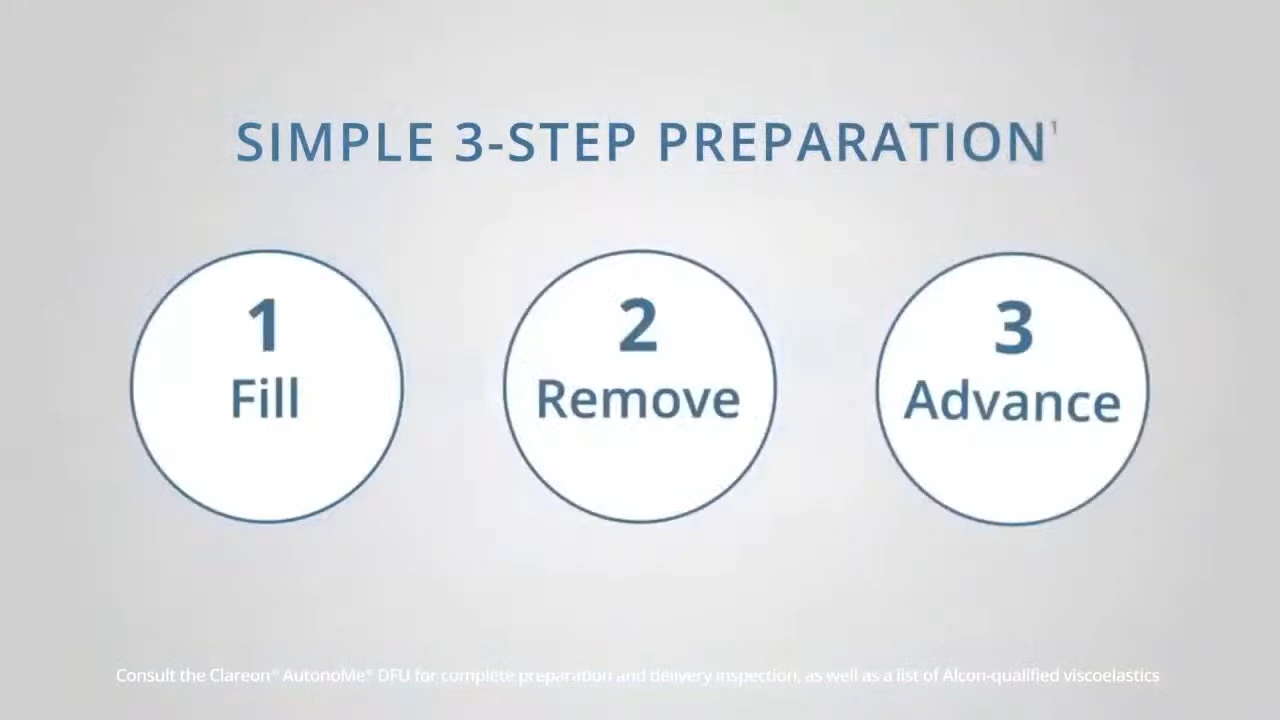 SIMPLE 3-STEP PREPARATION¹
1
Fill
2
Remove
3
Advance
Consult the Clareon® AutonoMe® DFU for complete preparation and delivery inspection, as well as a list of Alcon-qualified viscoelastics